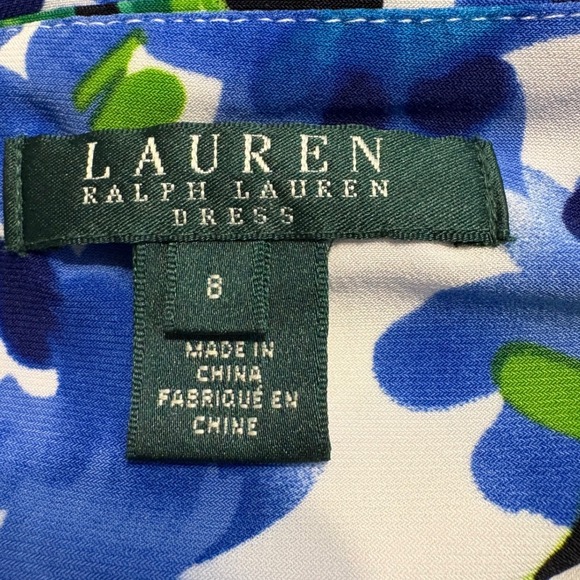 LAUREN
RALPH LAUREN
DRESS
8
MADE IN
CHINA
FABRIQUÉ EN
CHINE